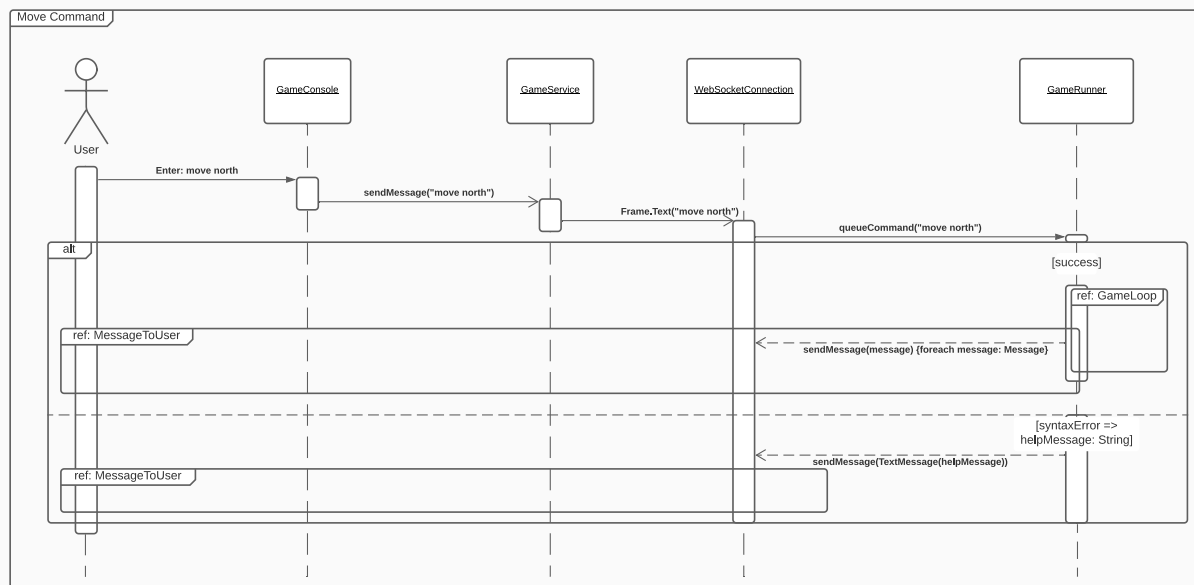 Move Command
GameConsole
GameService
WebSocketConnection
GameRunner
User
Enter: move north
sendMessage("move north")
Frame.Text("move north")
queueCommand("move north")
alt
[success]
ref: GameLoop
ref: MessageToUser
sendMessage(message) {foreach message: Message}
[syntaxError =>
helpMessage: String]
sendMessage(TextMessage(helpMessage))
ref: MessageToUser